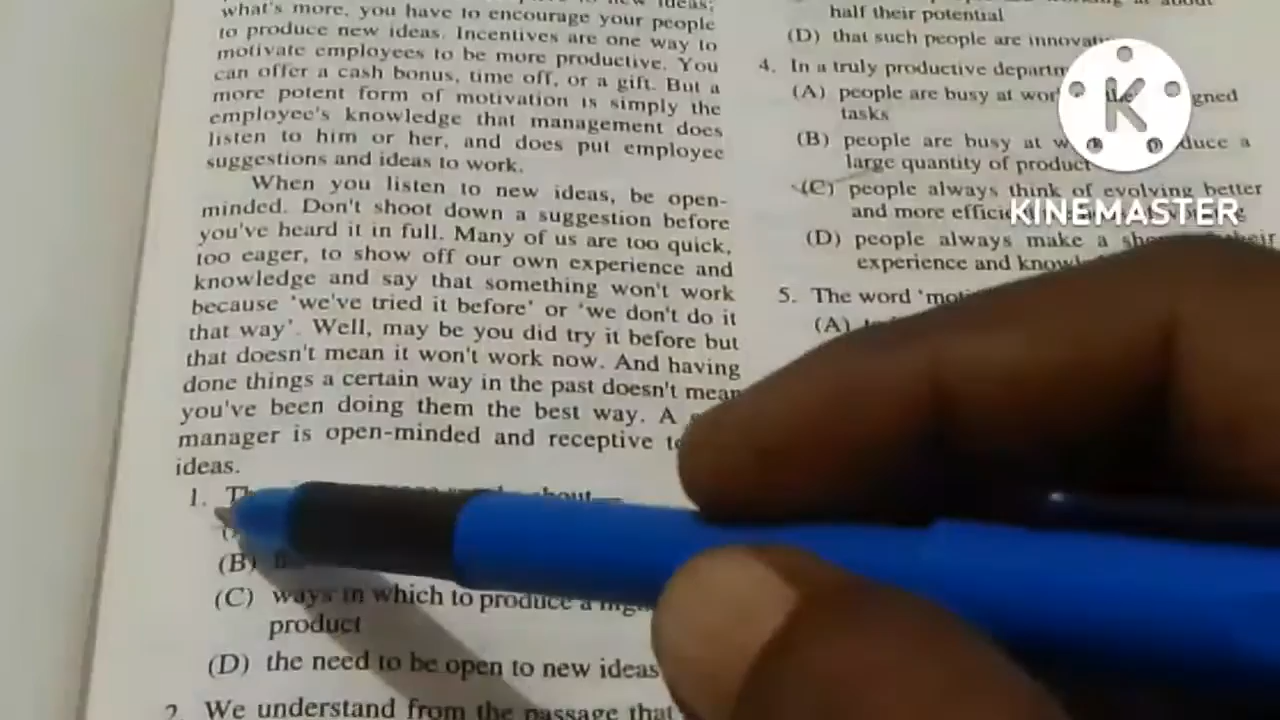 what's more, you have to encourage your people
to produce new ideas. Incentives are one way to
motivate employees to be more productive. You
can offer a cash bonus, time off, or a gift. But a
more potent form of motivation is simply the
employee's knowledge that management does
listen to him or her, and does put employee
suggestions and ideas to work.
When you listen to new ideas, be open-
minded. Don't shoot down a suggestion before
you've heard it in full. Many of us are too quick,
too eager, to show off our own experience and
knowledge and say that something won't work
because 'we've tried it before' or 'we don't do it
that way'. Well, may be you did try it before but
that doesn't mean it won't work now. And having
done things a certain way in the past doesn't mean
you've been doing them the best way. A
manager is open-minded and receptive
ideas.
1. about—
(B)
(C) ways in which to produce a
product
(D) the need to be open to new ideas
2. We understand from the passage that
half their potential
(D) that such people are
4. In a truly productive
(A) people are busy at
tasks
(B) people are busy at
large quantity of product
(C) people always think of evolving better
and more
(D) people always make a their
experience and
5. The word
(A)
K
KINEMASTER